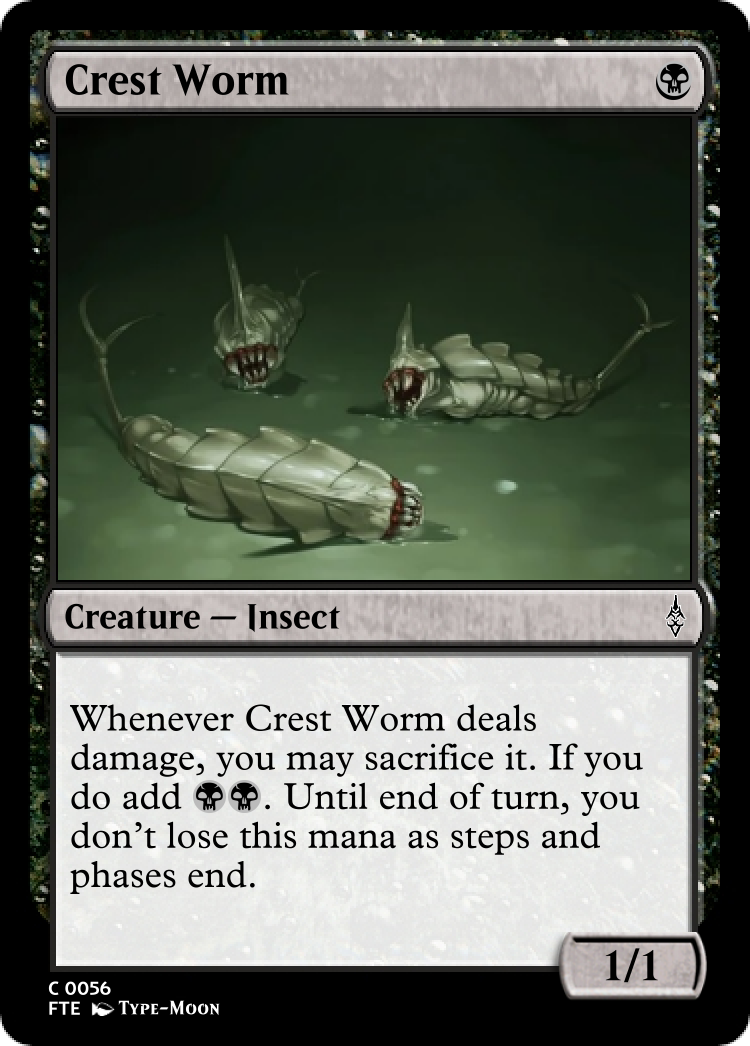 Crest Worm
Creature — Insect
Whenever Crest Worm deals
damage, you may sacrifice it. If you
do add . Until end of turn, you
don't lose this mana as steps and
phases end.
1/1
C 0056
FTE Type-Moon